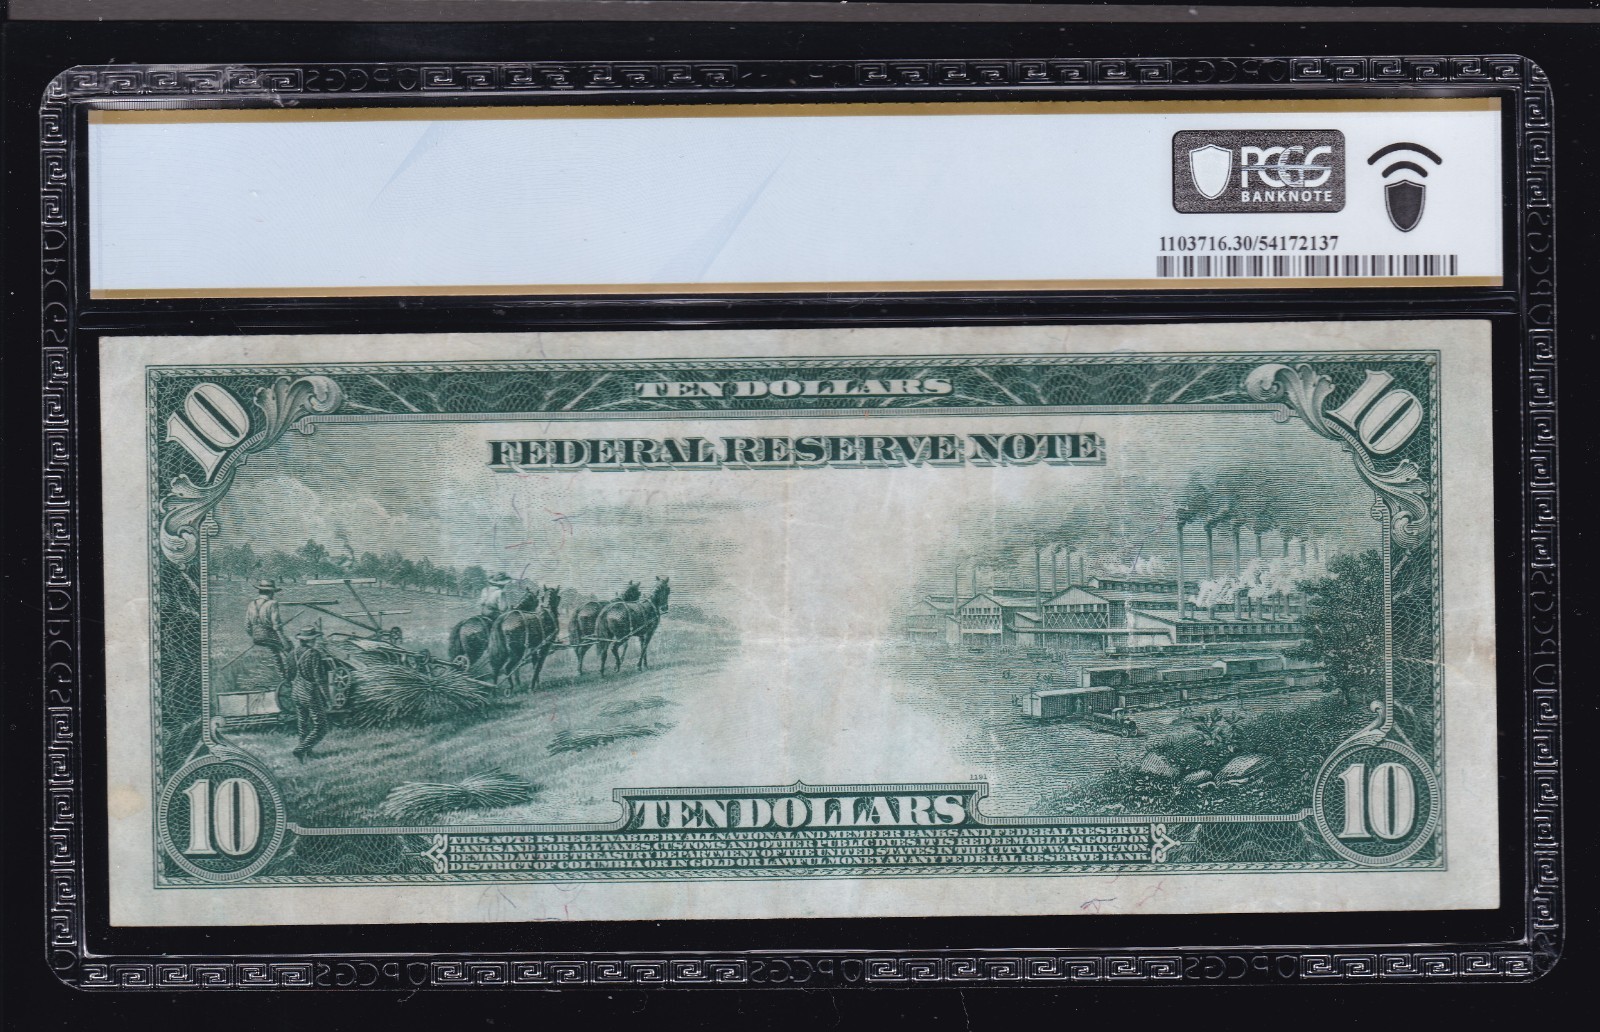 PCGS
BANKNOTE
1103716.30/54172137
10 TEN DOLLARS 10
FEDERAL RESERVE NOTE
1191
10 TEN DOLLARS 10
THIS NOTE IS RECEIVABLE BY ALL NATIONAL AND MEMBER BANKS AND FEDERAL RESERVE
BANKS AND FOR ALL TAXES, CUSTOMS AND OTHER PUBLIC DUES. IT IS REDEEMABLE IN GOLD ON
DEMAND AT THE TREASURY DEPARTMENT OF THE UNITED STATES IN THE CITY OF WASHINGTON
DISTRICT OF COLUMBIA OR IN GOLD OR LAWFUL MONEY AT ANY FEDERAL RESERVE BANK.